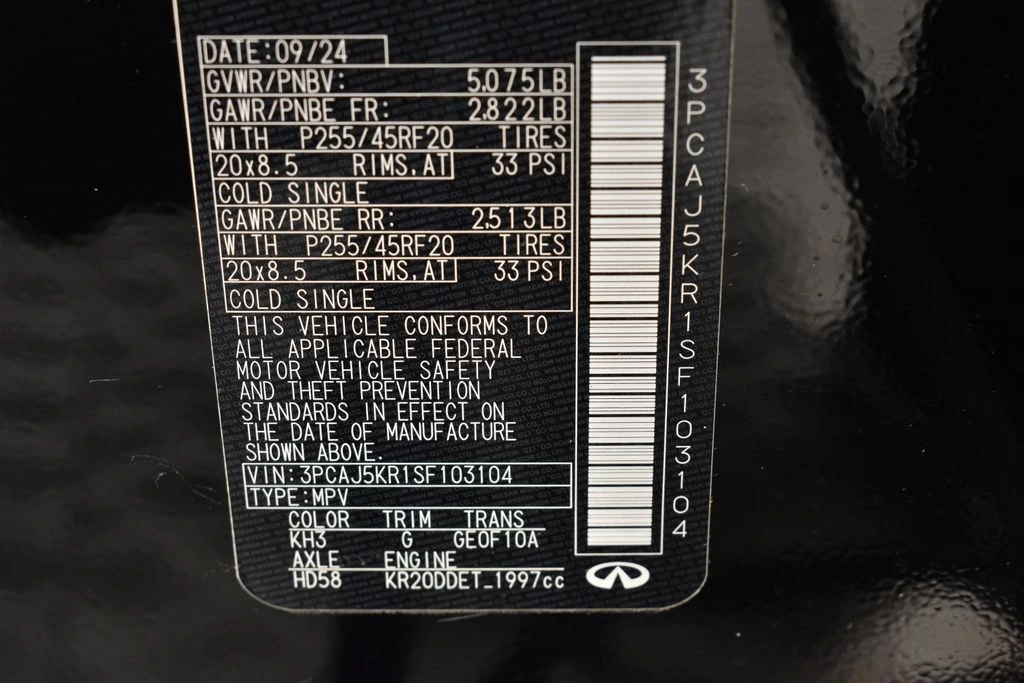 DATE:09/24
GVWR/PNBV: 5,075LB
GAWR/PNBE FR: 2,822LB
WITH P255/45RF20 TIRES
20x8.5 RIMS,AT 33 PSI
COLD SINGLE
GAWR/PNBE RR: 2,513LB
WITH P255/45RF20 TIRES
20x8.5 RIMS,AT 33 PSI
COLD SINGLE
THIS VEHICLE CONFORMS TO
ALL APPLICABLE FEDERAL
MOTOR VEHICLE SAFETY
AND THEFT PREVENTION
STANDARDS IN EFFECT ON
THE DATE OF MANUFACTURE
SHOWN ABOVE.
VIN:3PCAJ5KR1SF103104
TYPE:MPV
COLOR TRIM TRANS
KH3 G GE0F10A
AXLE ENGINE
HD58 KR20DDET_1997cc
3PCAJ5KR1SF103104